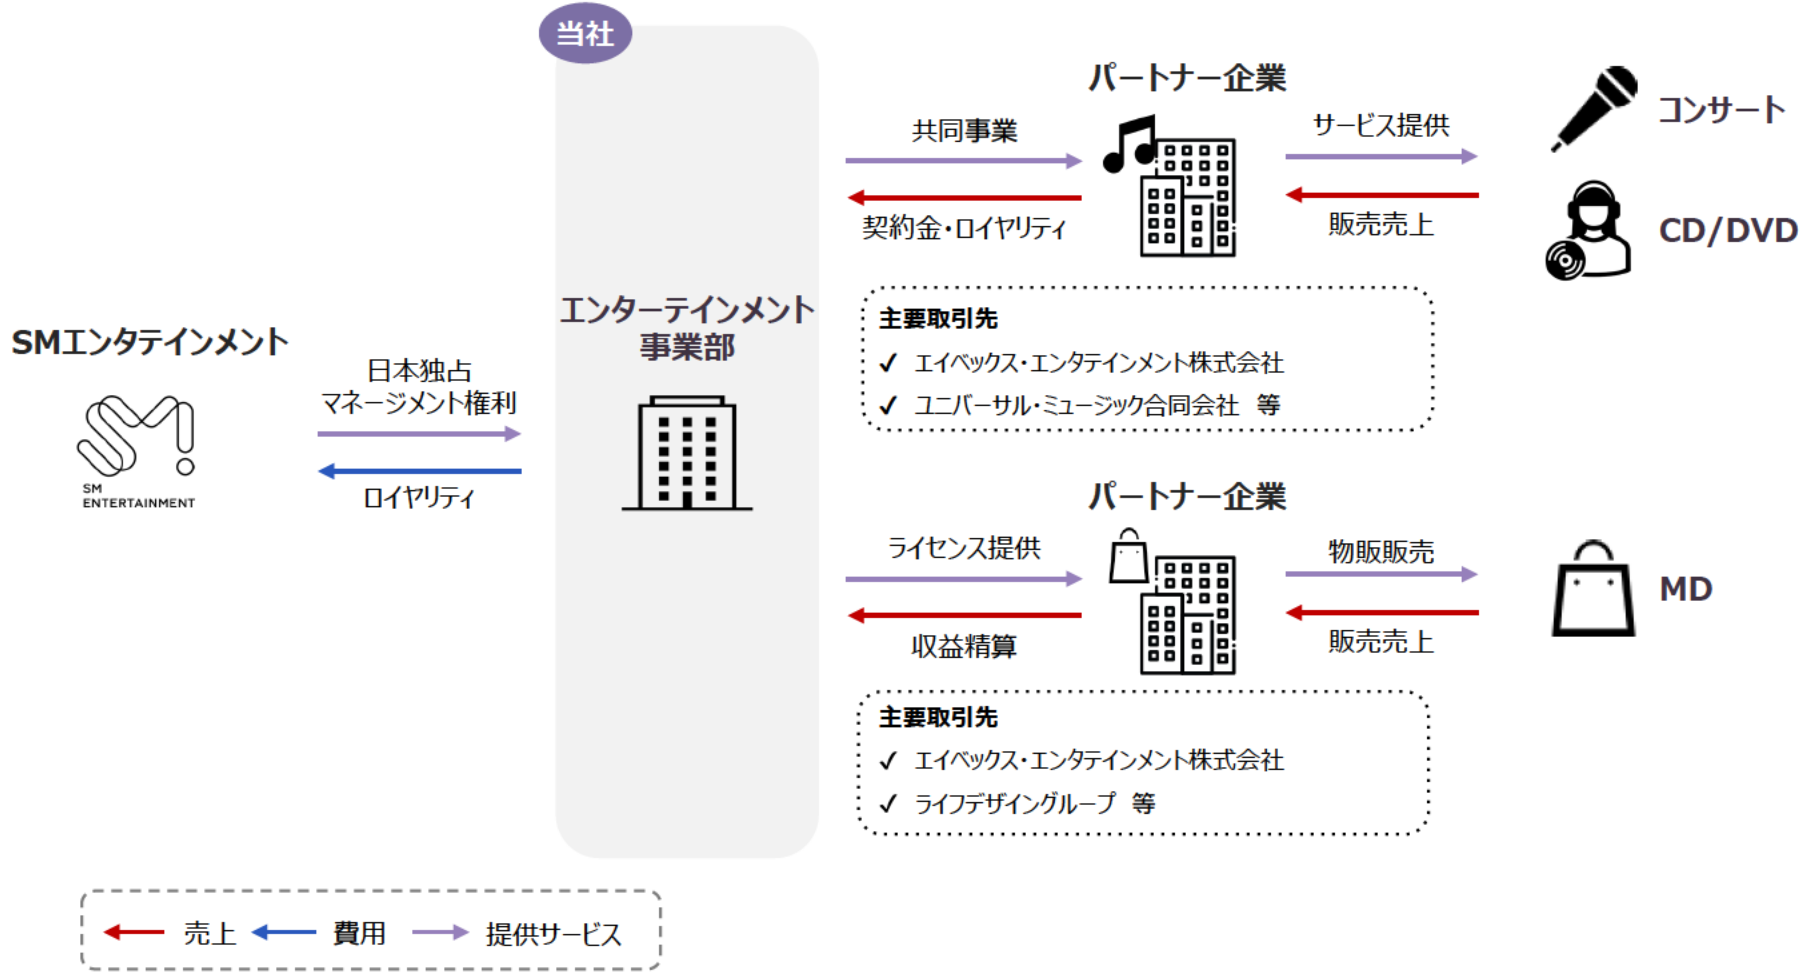 当社
パートナー企業
コンサート
共同事業
サービス提供
契約金・ロイヤリティ
販売売上
CD/DVD
エンターテインメント
事業部
主要取引先
✓ エイベックス・エンタテインメント株式会社
✓ ユニバーサル・ミュージック合同会社 等
SMエンタテインメント
日本独占
マネージメント権利
SM
ENTERTAINMENT
ロイヤリティ
パートナー企業
ライセンス提供
物販販売
MD
収益精算
販売売上
主要取引先
✓ エイベックス・エンタテインメント株式会社
✓ ライフデザイングループ 等
売上
費用
提供サービス